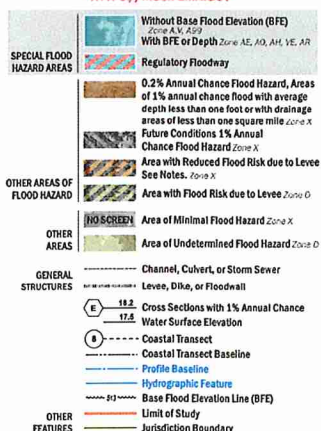 SPECIAL FLOOD
HAZARD AREAS
Without Base Flood Elevation (BFE)
Zone A, V, A99
With BFE or Depth Zone AE, AO, AH, VE, AR
Regulatory Floodway
OTHER AREAS OF
FLOOD HAZARD
0.2% Annual Chance Flood Hazard, Areas
of 1% annual chance flood with average
depth less than one foot or with drainage
areas of less than one square mile Zone X
Future Conditions 1% Annual
Chance Flood Hazard Zone X
Area with Reduced Flood Risk due to Levee
See Notes. Zone X
Area with Flood Risk due to Levee Zone D
OTHER
AREAS
NO SCREEN Area of Minimal Flood Hazard Zone X
Area of Undetermined Flood Hazard Zone D
GENERAL
STRUCTURES
Channel, Culvert, or Storm Sewer
Levee, Dike, or Floodwall
E 18.2 Cross Sections with 1% Annual Chance
17.5 Water Surface Elevation
8 Coastal Transect
Coastal Transect Baseline
Profile Baseline
Hydrographic Feature
513 Base Flood Elevation Line (BFE)
OTHER
FEATURES
Limit of Study
Jurisdiction Boundary